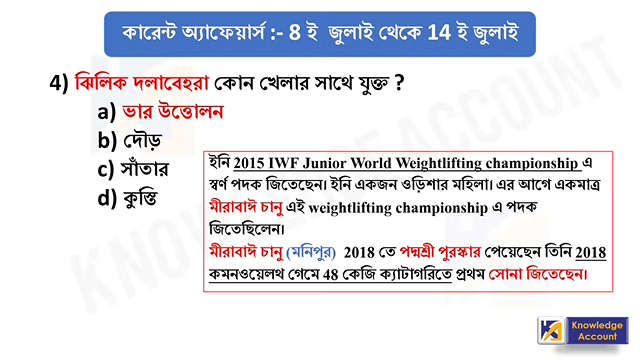 কারেন্ট অ্যাফেয়ার্স :- 8 ই জুলাই থেকে 14 ই জুলাই
4) ঝিলিক দলাবেহরা কোন খেলার সাথে যুক্ত ?
a) ভার উত্তোলন
b) দৌড়
c) সাঁতার
d) কুস্তি
ইনি 2015 IWF Junior World Weightlifting championship এ
স্বর্ণ পদক জিতেছেন। ইনি একজন ওড়িশার মহিলা। এর আগে একমাত্র
মীরাবাঈ চানু এই weightlifting championship এ পদক
জিতেছিলেন।
মীরাবাঈ চানু (মনিপুর) 2018 তে পদ্মশ্রী পুরস্কার পেয়েছেন তিনি 2018
কমনওয়েলথ গেমে 48 কেজি ক্যাটাগরিতে প্রথম সোনা জিতেছেন।
KNOWLEDGE ACCOUNT
Knowledge
Account